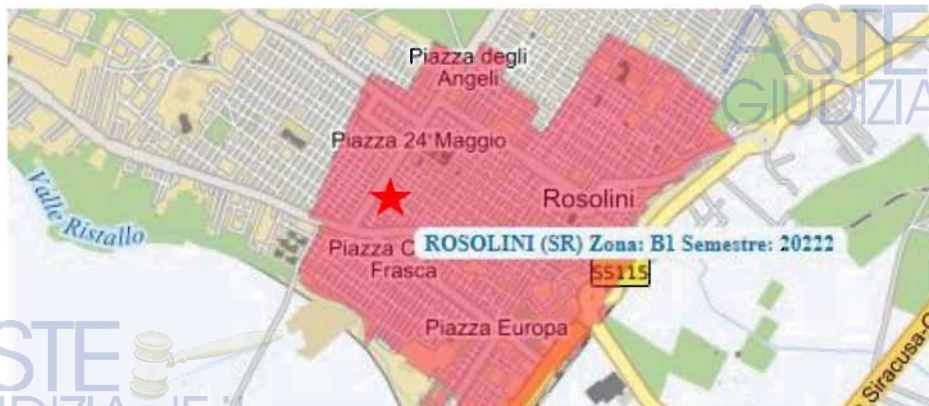 ASTE
GIUDIZIA
Piazza degli
Angeli
Piazza 24 Maggio
Rosolini
Valle Ristallo
ROSOLINI (SR) Zona: B1 Semestre: 20222
Piazza C
Frasca
SS115
Piazza Europa
Siracusa-G
STE